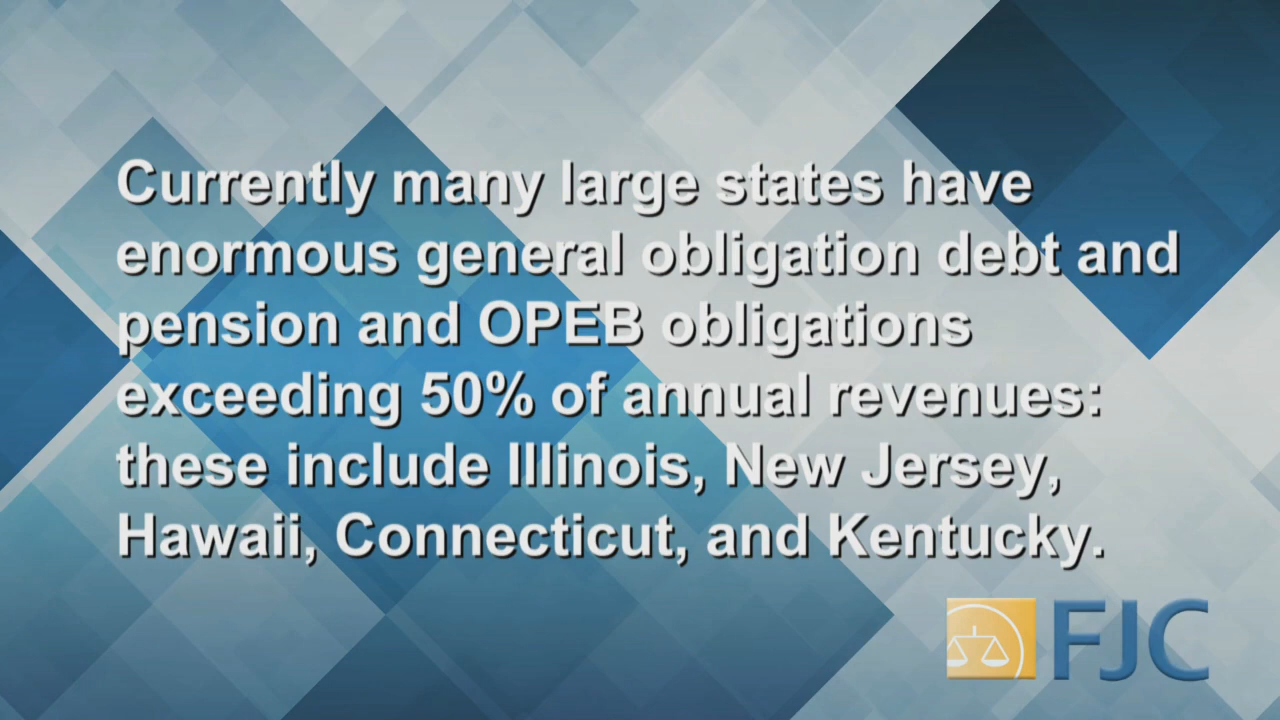 Currently many large states have
enormous general obligation debt and
pension and OPEB obligations
exceeding 50% of annual revenues:
these include Illinois, New Jersey,
Hawaii, Connecticut, and Kentucky.
FJC